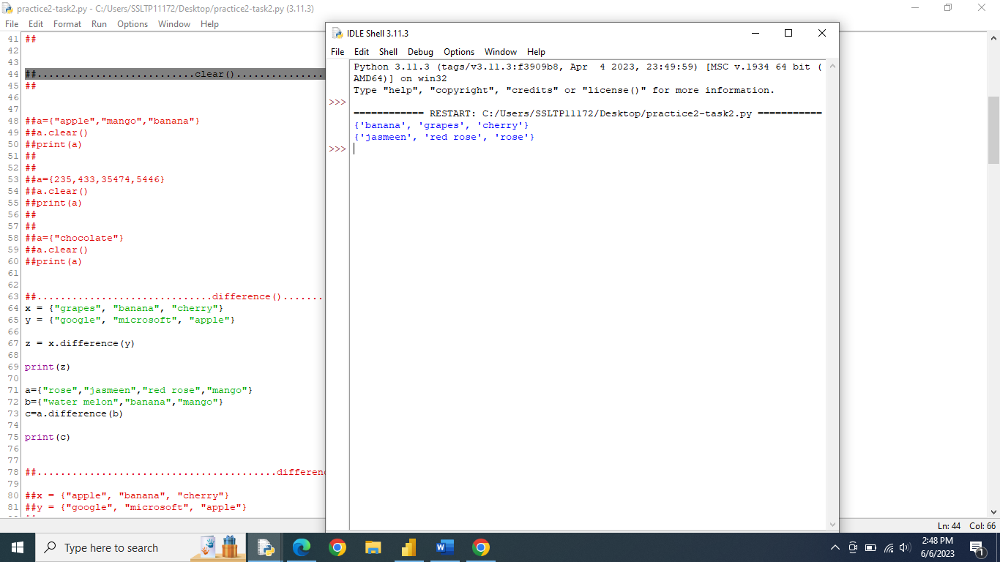 practice2-task2.py - C:/Users/SSLTP11172/Desktop/practice2-task2.py (3.11.3)
File Edit Format Run Options Window Help
41 ##
42
43
44 ##...........................clear()...............
45 ##
46
47
48 ##a={"apple","mango","banana"}
49 ##a.clear()
50 ##print(a)
51 ##
52 ##
53 ##a={235,433,35474,5446}
54 ##a.clear()
55 ##print(a)
56 ##
57 ##
58 ##a={"chocolate"}
59 ##a.clear()
60 ##print(a)
61
62
63 ##..............................difference().......
64 x = {"grapes", "banana", "cherry"}
65 y = {"google", "microsoft", "apple"}
66
67 z = x.difference(y)
68
69 print(z)
70
71 a={"rose","jasmeen","red rose","mango"}
72 b={"water melon","banana","mango"}
73 c=a.difference(b)
74
75 print(c)
76
77
78 ##.........................................differenc
79
80 ##x = {"apple", "banana", "cherry"}
81 ##y = {"google", "microsoft", "apple"}
IDLE Shell 3.11.3
File Edit Shell Debug Options Window Help
Python 3.11.3 (tags/v3.11.3:f3909b8, Apr  4 2023, 23:49:59) [MSC v.1934 64 bit (
AMD64)] on win32
Type "help", "copyright", "credits" or "license()" for more information.
>>>
============ RESTART: C:/Users/SSLTP11172/Desktop/practice2-task2.py ===========
{'banana', 'grapes', 'cherry'}
{'jasmeen', 'red rose', 'rose'}
>>>
Ln: 44 Col: 66
Type here to search
2:48 PM
6/6/2023
1